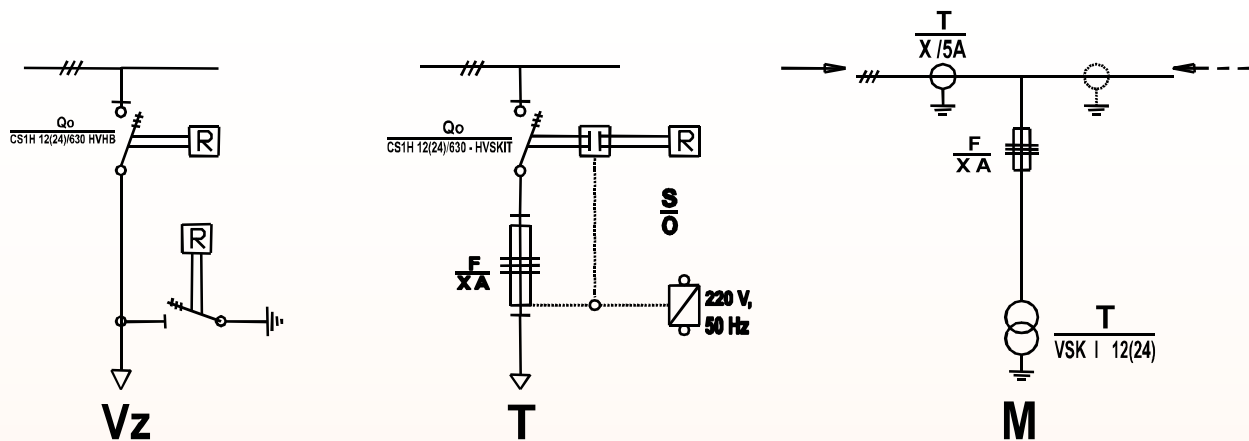 Qo
CS1H 12(24)/630 HVHB
R
R
Vz
Qo
CS1H 12(24)/630 - HVSKIT
R
S
O
F
X A
220 V,
50 Hz
T
T
X /5A
F
X A
T
VSK I 12(24)
M